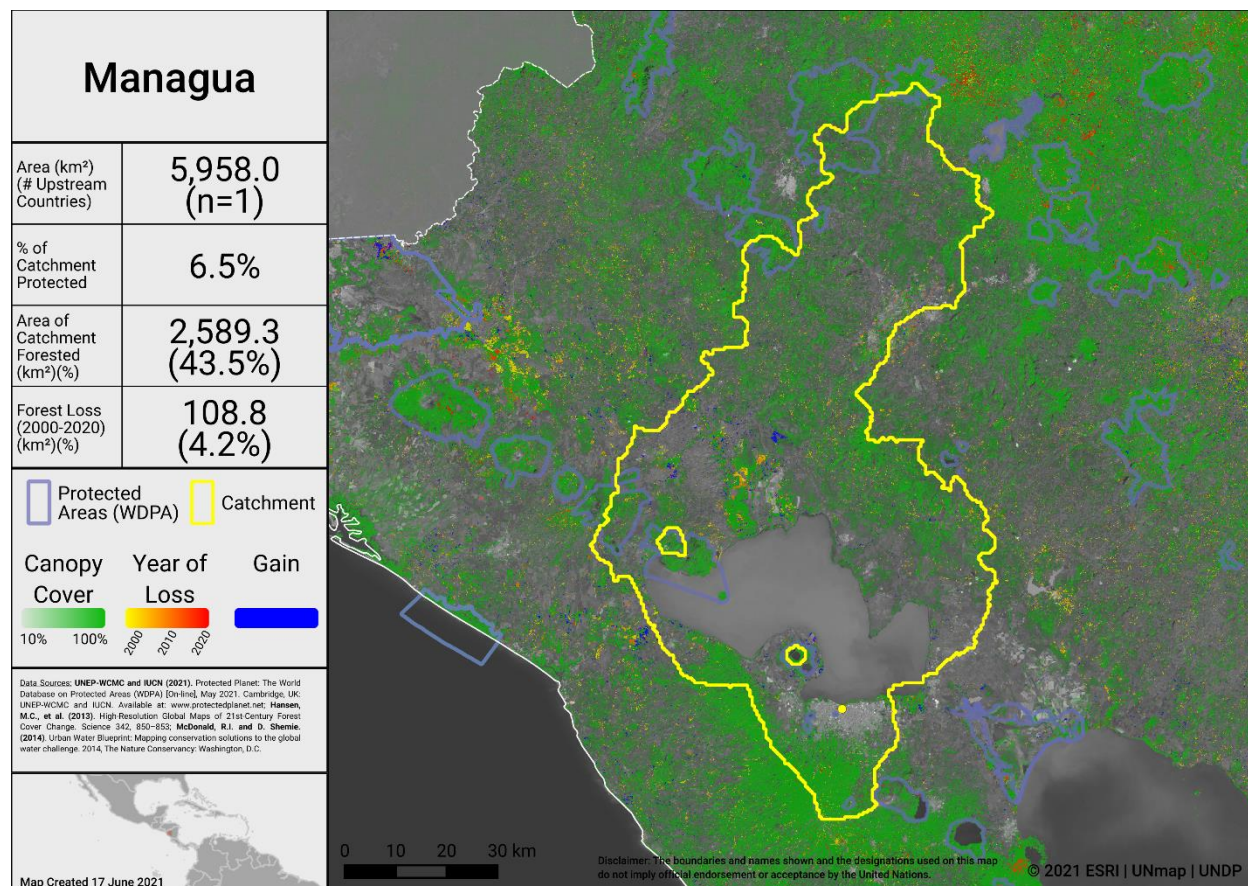 Managua
Area (km²)
(# Upstream
Countries)
5,958.0
(n=1)
% of
Catchment
Protected
6.5%
Area of
Catchment
Forested
(km²)(%)
2,589.3
(43.5%)
Forest Loss
(2000-2020)
(km²)(%)
108.8
(4.2%)
Protected
Areas (WDPA)
Catchment
Canopy
Cover
10% 100%
Year of
Loss
2000 2010 2020
Gain
Data Sources: UNEP-WCMC and IUCN (2021). Protected Planet: The World
Database on Protected Areas (WDPA) [On-line], May 2021. Cambridge, UK:
UNEP-WCMC and IUCN. Available at: www.protectedplanet.net; Hansen,
M.C., et al. (2013). High-Resolution Global Maps of 21st-Century Forest
Cover Change. Science 342, 850–853; McDonald, R.I. and D. Shemie.
(2014). Urban Water Blueprint: Mapping conservation solutions to the global
water challenge. 2014, The Nature Conservancy: Washington, D.C.
Map Created 17 June 2021
0 10 20 30 km
Disclaimer: The boundaries and names shown and the designations used on this map
do not imply official endorsement or acceptance by the United Nations.
© 2021 ESRI | UNmap | UNDP